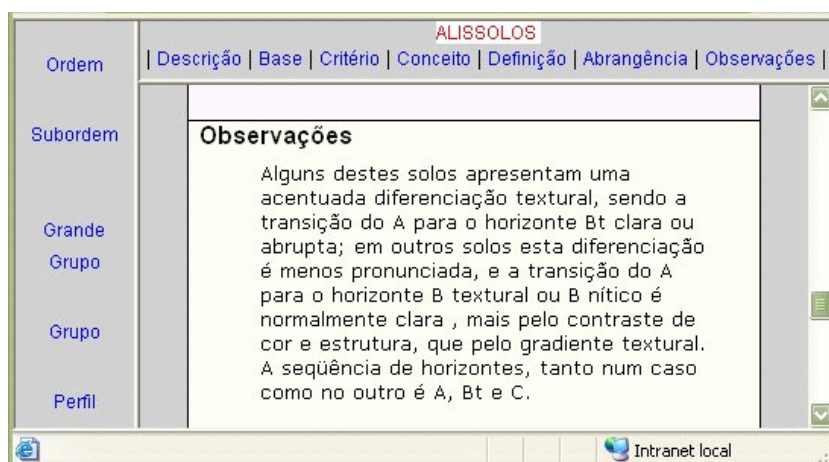 ALISSOLOS
| Descrição | Base | Critério | Conceito | Definição | Abrangência | Observações |
Ordem
Subordem
Grande
Grupo
Grupo
Perfil
Observações
Alguns destes solos apresentam uma
acentuada diferenciação textural, sendo a
transição do A para o horizonte Bt clara ou
abrupta; em outros solos esta diferenciação
é menos pronunciada, e a transição do A
para o horizonte B textural ou B nítico é
normalmente clara , mais pelo contraste de
cor e estrutura, que pelo gradiente textural.
A seqüência de horizontes, tanto num caso
como no outro é A, Bt e C.
Intranet local